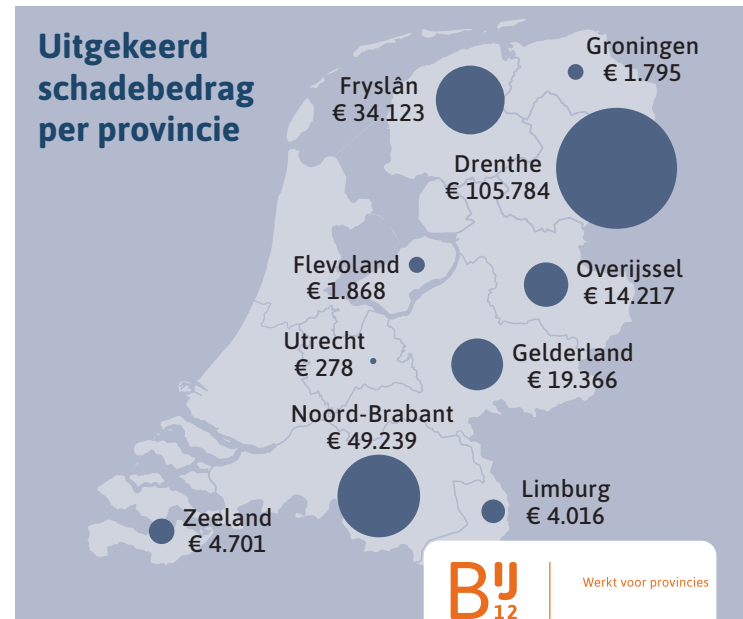 Uitgekeerd
schadebedrag
per provincie
Groningen
€ 1.795
Fryslân
€ 34.123
Drenthe
€ 105.784
Flevoland
€ 1.868
Overijssel
€ 14.217
Utrecht
€ 278
Gelderland
€ 19.366
Noord-Brabant
€ 49.239
Limburg
€ 4.016
Zeeland
€ 4.701
BIJ
12
Werkt voor provincies